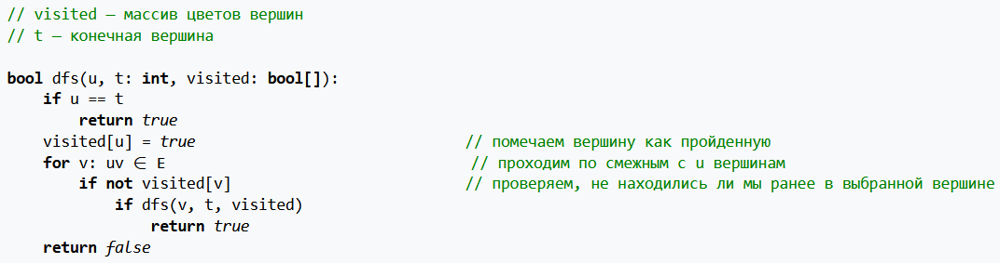 // visited — массив цветов вершин
// t — конечная вершина
bool dfs(u, t: int, visited: bool[]):
    if u == t
        return true
    visited[u] = true                             // помечаем вершину как пройденную
    for v: uv ∈ E                                 // проходим по смежным с u вершинам
        if not visited[v]                         // проверяем, не находились ли мы ранее в выбранной вершине
            if dfs(v, t, visited)
                return true
    return false